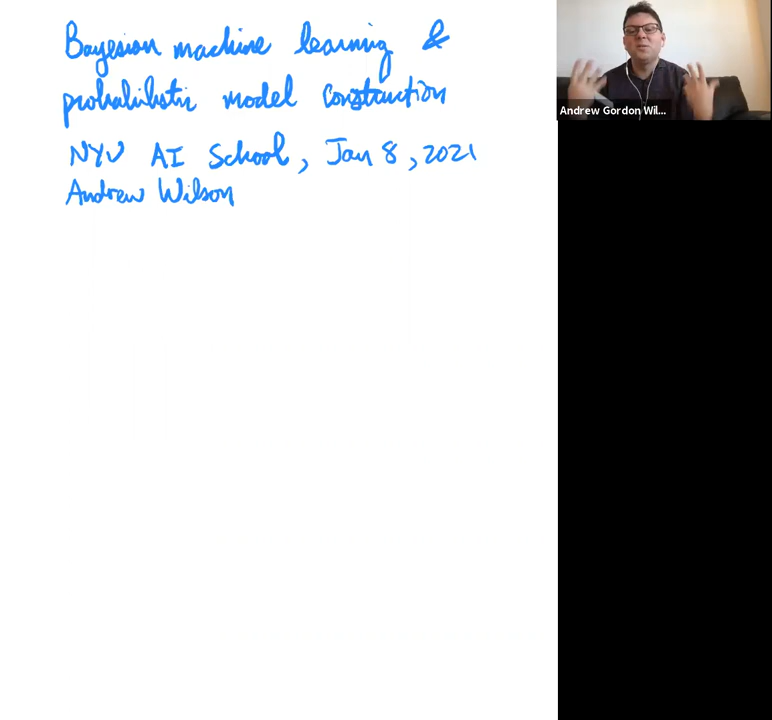 Bayesian machine learning &
probabilistic model construction
NYU AI School, Jan 8, 2021
Andrew Wilson
Andrew Gordon Wil...